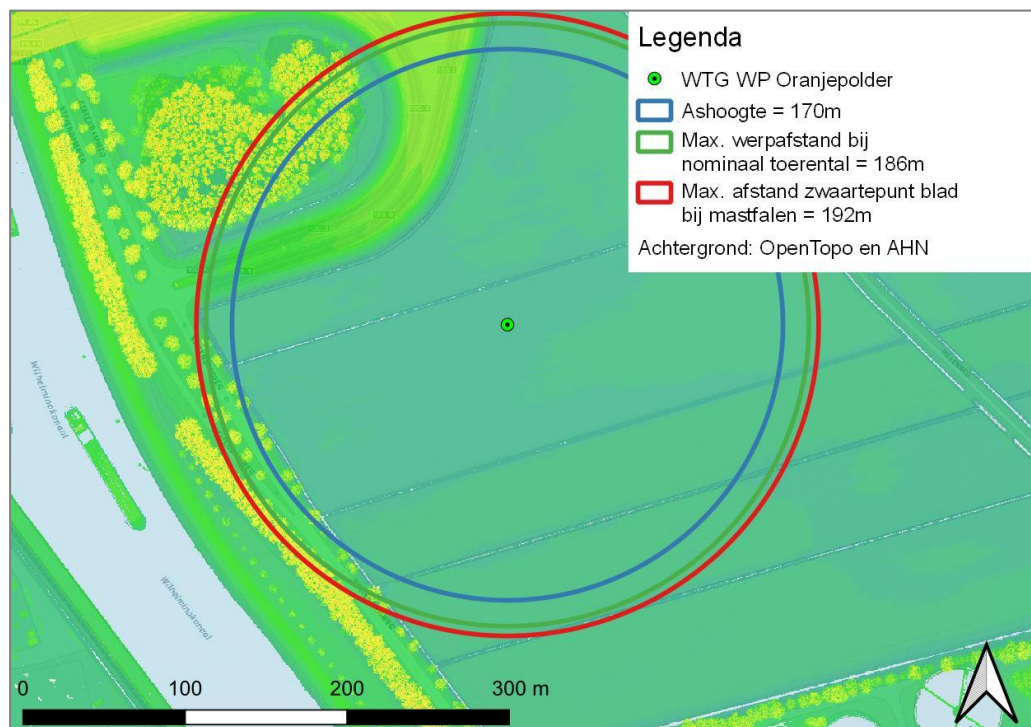 Legenda
WTG WP Oranjepolder
Ashoogte = 170m
Max. werpafstand bij
nominaal toerental = 186m
Max. afstand zwaartepunt blad
bij mastfalen = 192m
Achtergrond: OpenTopo en AHN
Wilhelminakanaal
Wilhelminakanaal
0
100
200
300 m